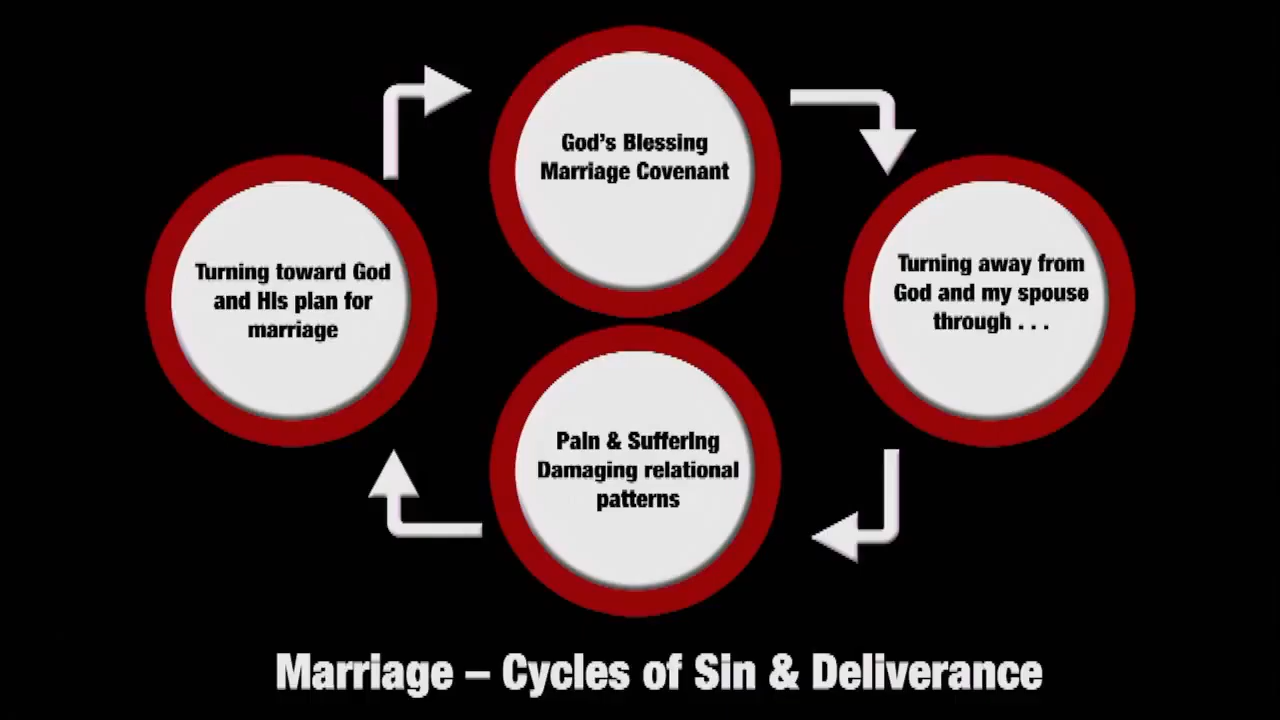 God's Blessing
Marriage Covenant
Turning away from
God and my spouse
through . . .
Pain & Suffering
Damaging relational
patterns
Turning toward God
and HIs plan for
marriage
Marriage – Cycles of Sin & Deliverance